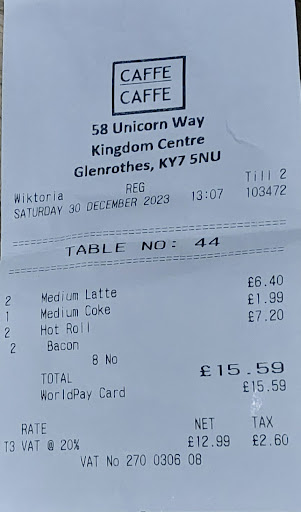 CAFFE
CAFFE
58 Unicorn Way
Kingdom Centre
Glenrothes, KY7 5NU
Till 2
Wiktoria REG 13:07 103472
SATURDAY 30 DECEMBER 2023
TABLE NO: 44
2 Medium Latte £6.40
1 Medium Coke £1.99
2 Hot Roll £7.20
2 Bacon
8 No
TOTAL £15.59
WorldPay Card £15.59
RATE NET TAX
T3 VAT @ 20% £12.99 £2.60
VAT No 270 0306 08